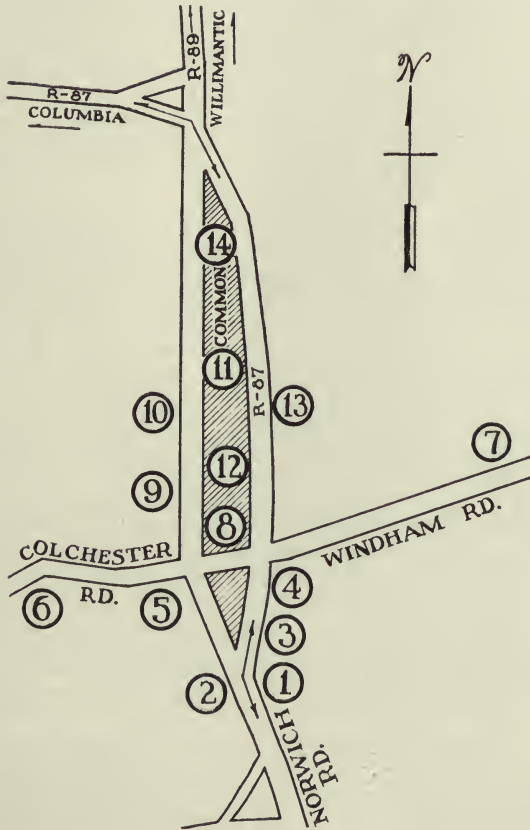 R-89
WILLIMANTIC
R-87
COLUMBIA
14
COMMON
11
R-87
10
13
12
7
9
8
COLCHESTER
RD.
WINDHAM RD.
6
5
4
3
2
1
NORWICH
RD.